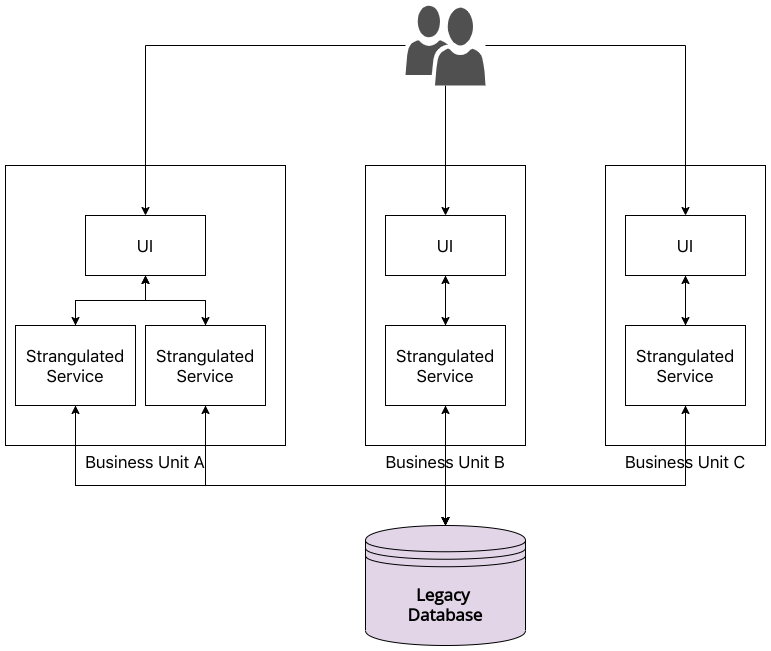 UI
UI
UI
Strangulated
Service
Strangulated
Service
Strangulated
Service
Strangulated
Service
Business Unit A
Business Unit B
Business Unit C
Legacy
Database